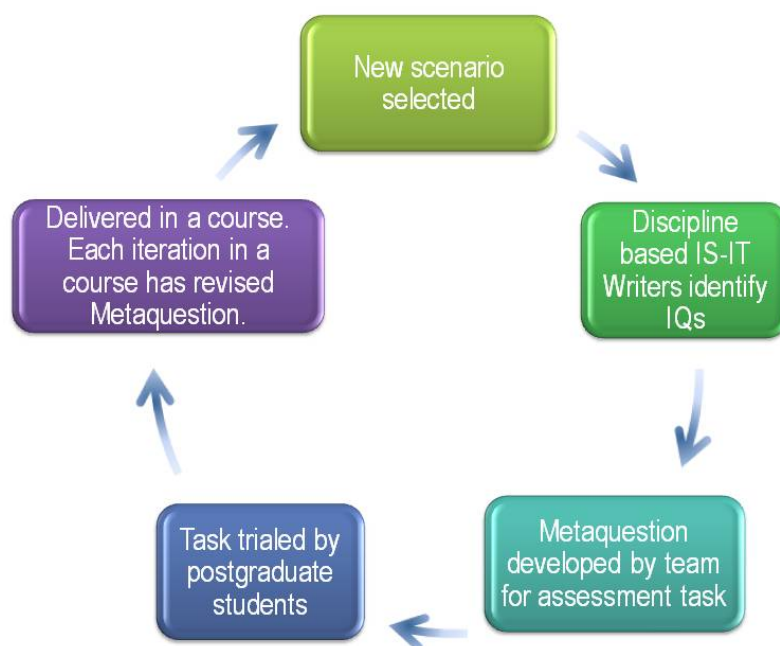 New scenario
selected
Discipline
based IS-IT
Writers identify
IQs
Metaquestion
developed by team
for assessment task
Task trialed by
postgraduate
students
Delivered in a course.
Each iteration in a
course has revised
Metaquestion.